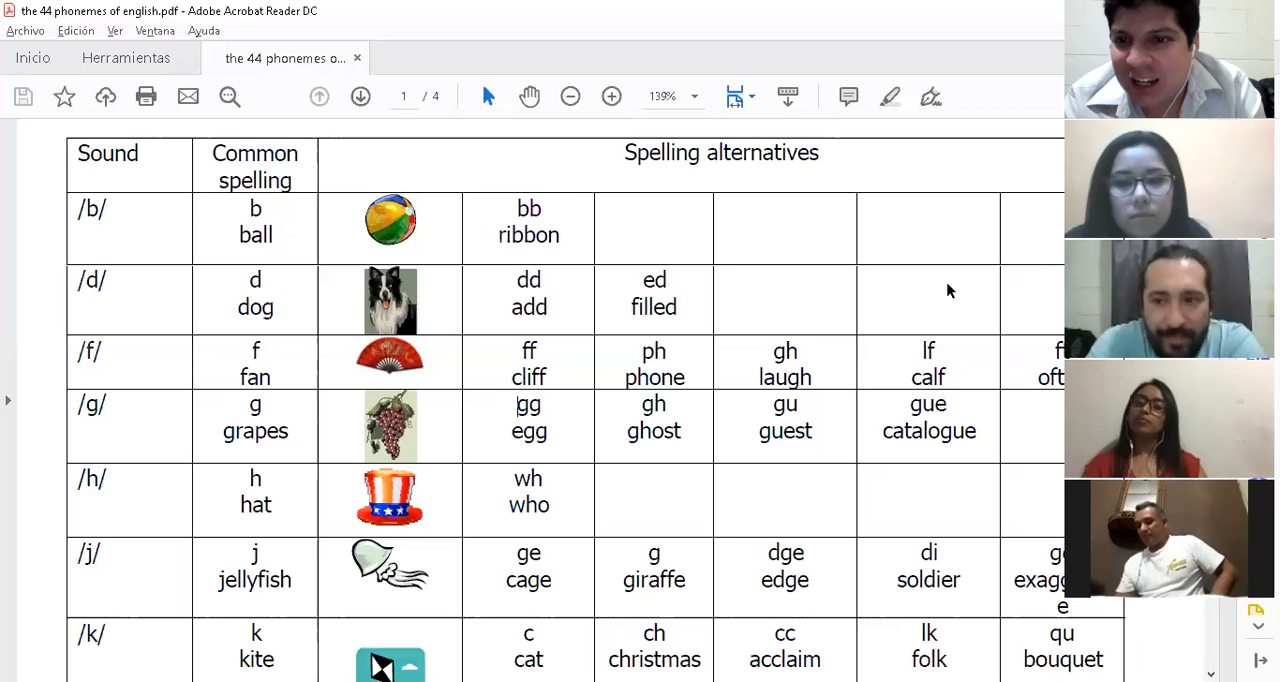 the 44 phonemes of english.pdf - Adobe Acrobat Reader DC
Archivo Edición Ver Ventana Ayuda
Inicio Herramientas the 44 phonemes o... ×
1 / 4 139%
Sound Common spelling Spelling alternatives
/b/ b bb
ball ribbon
/d/ d dd ed
dog add filled
/f/ f ff ph gh lf
fan cliff phone laugh calf
/g/ g gg gh gu gue
grapes egg ghost guest catalogue
/h/ h wh
hat who
/j/ j ge g dge di
jellyfish cage giraffe edge soldier exagg
e
/k/ k c ch cc lk qu
kite cat christmas acclaim folk bouquet